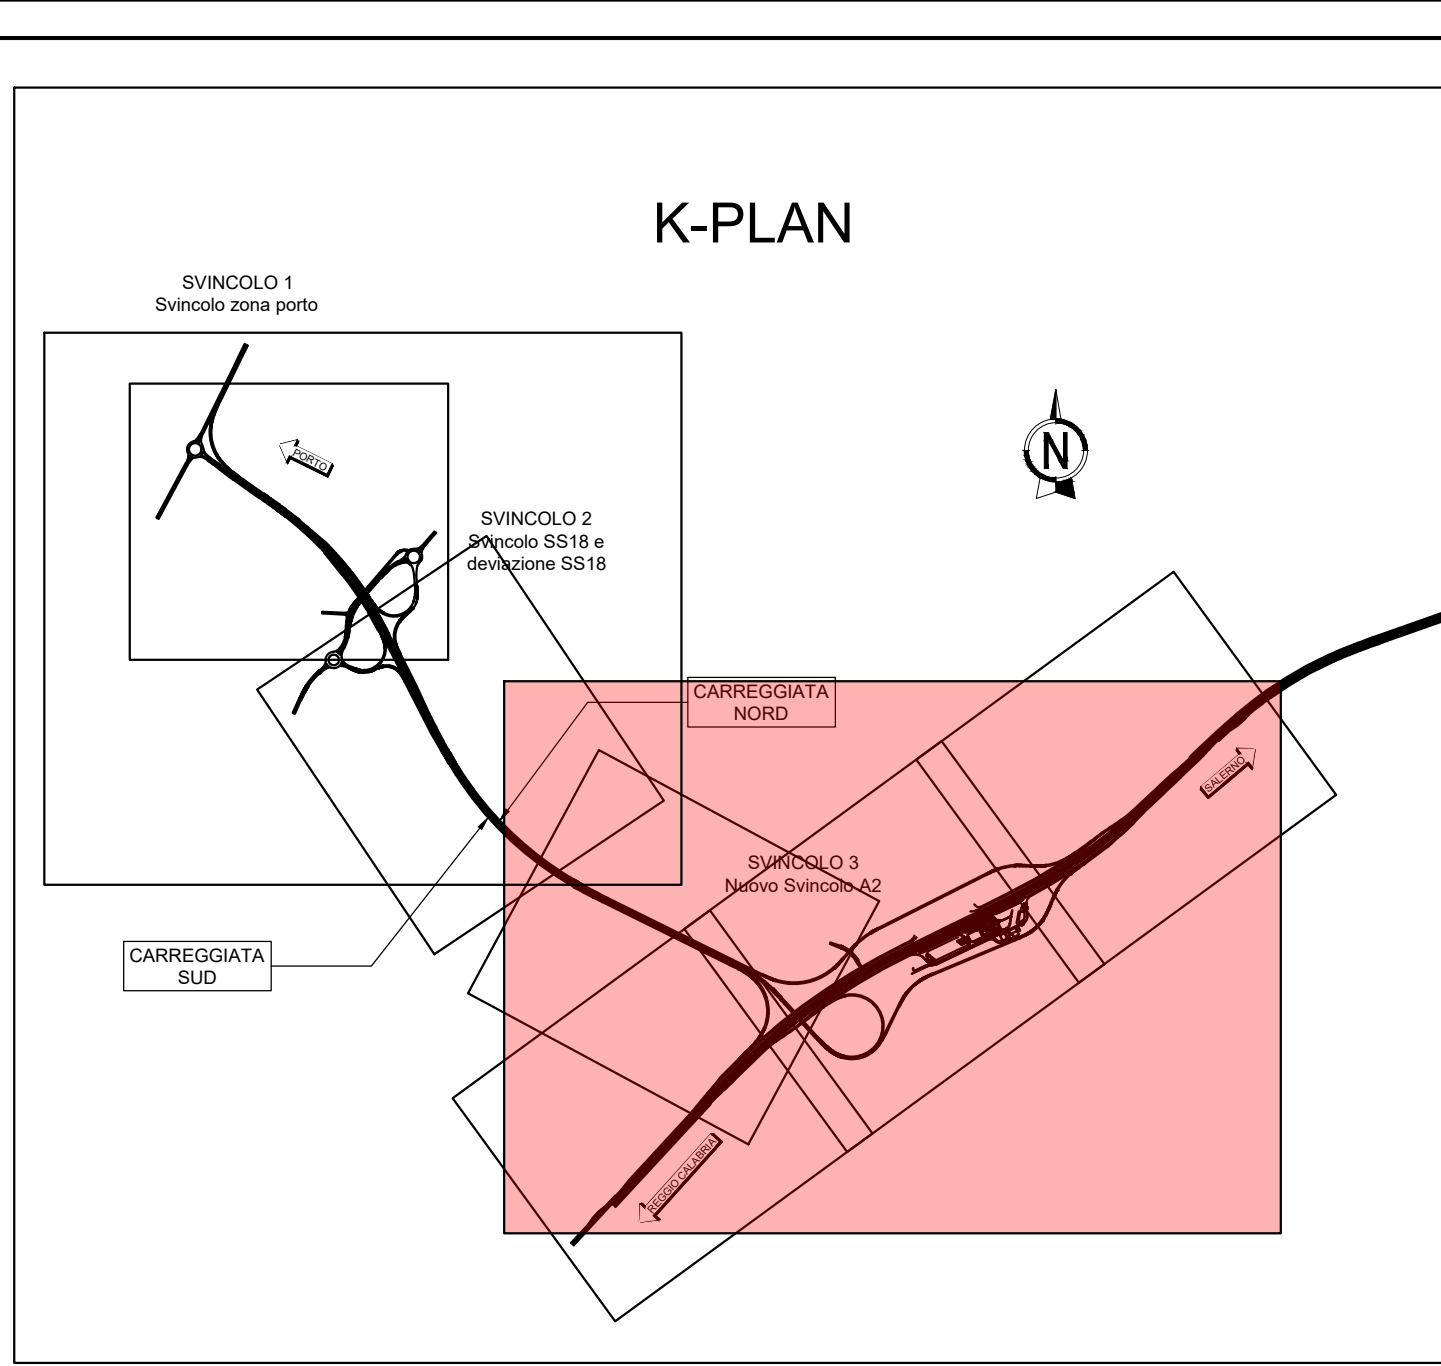 K-PLAN
SVINCOLO 1
Svincolo zona porto
PORTO
N
SVINCOLO 2
Svincolo SS18 e
deviazione SS18
CARREGGIATA
NORD
SALERNO
SVINCOLO 3
Nuovo Svincolo A2
CARREGGIATA
SUD
REGGIO CALABRIA